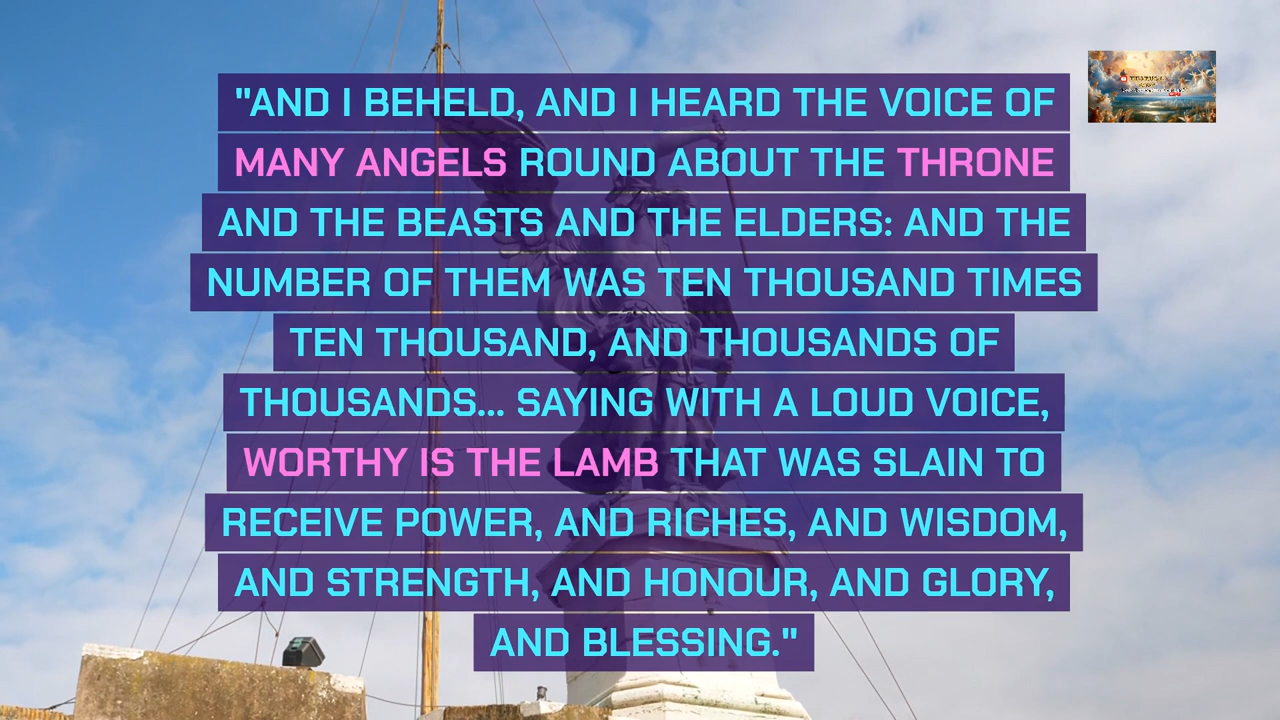 "AND I BEHELD, AND I HEARD THE VOICE OF
MANY ANGELS ROUND ABOUT THE THRONE
AND THE BEASTS AND THE ELDERS: AND THE
NUMBER OF THEM WAS TEN THOUSAND TIMES
TEN THOUSAND, AND THOUSANDS OF
THOUSANDS... SAYING WITH A LOUD VOICE,
WORTHY IS THE LAMB THAT WAS SLAIN TO
RECEIVE POWER, AND RICHES, AND WISDOM,
AND STRENGTH, AND HONOUR, AND GLORY,
AND BLESSING."